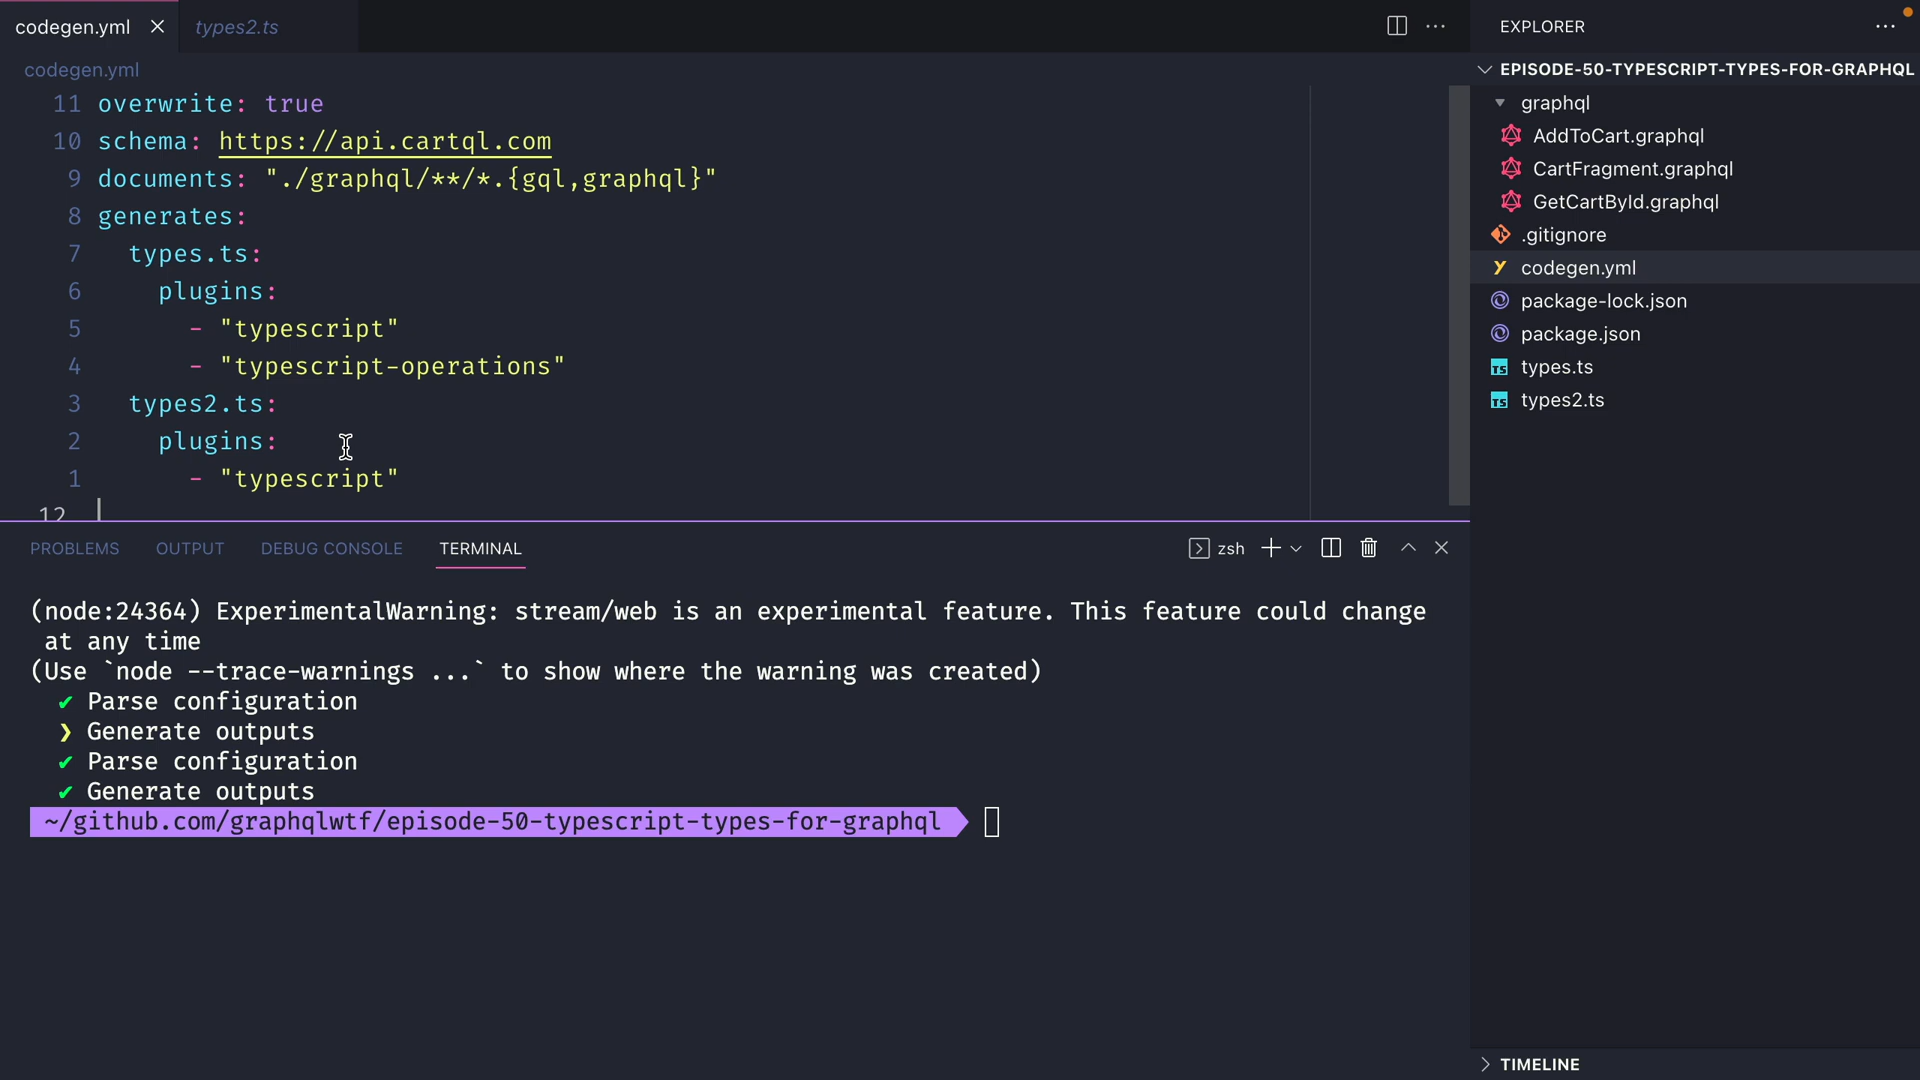 codegen.yml
types2.ts
codegen.yml
11 overwrite: true
10 schema: https://api.cartql.com
9 documents: "./graphql/**/*.{gql,graphql}"
8 generates:
7 types.ts:
6 plugins:
5 - "typescript"
4 - "typescript-operations"
3 types2.ts:
2 plugins:
1 - "typescript"
12
PROBLEMS OUTPUT DEBUG CONSOLE TERMINAL zsh
(node:24364) ExperimentalWarning: stream/web is an experimental feature. This feature could change
at any time
(Use `node --trace-warnings ...` to show where the warning was created)
✔ Parse configuration
❯ Generate outputs
✔ Parse configuration
✔ Generate outputs
~/github.com/graphqlwtf/episode-50-typescript-types-for-graphql
EXPLORER
EPISODE-50-TYPESCRIPT-TYPES-FOR-GRAPHQL
graphql
AddToCart.graphql
CartFragment.graphql
GetCartById.graphql
.gitignore
codegen.yml
package-lock.json
package.json
TS types.ts
TS types2.ts
TIMELINE